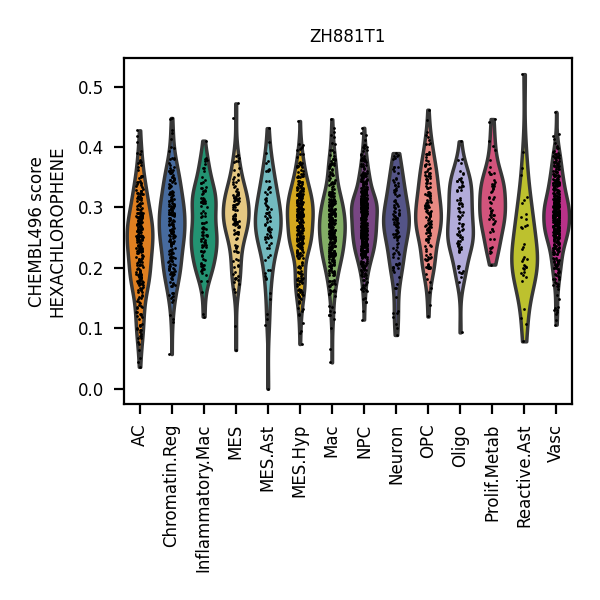 ZH881T1
CHEMBL496 score
HEXACHLOROPHENE
0.5
0.4
0.3
0.2
0.1
0.0
AC
Chromatin.Reg
Inflammatory.Mac
MES
MES.Ast
MES.Hyp
Mac
NPC
Neuron
OPC
Oligo
Prolif.Metab
Reactive.Ast
Vasc